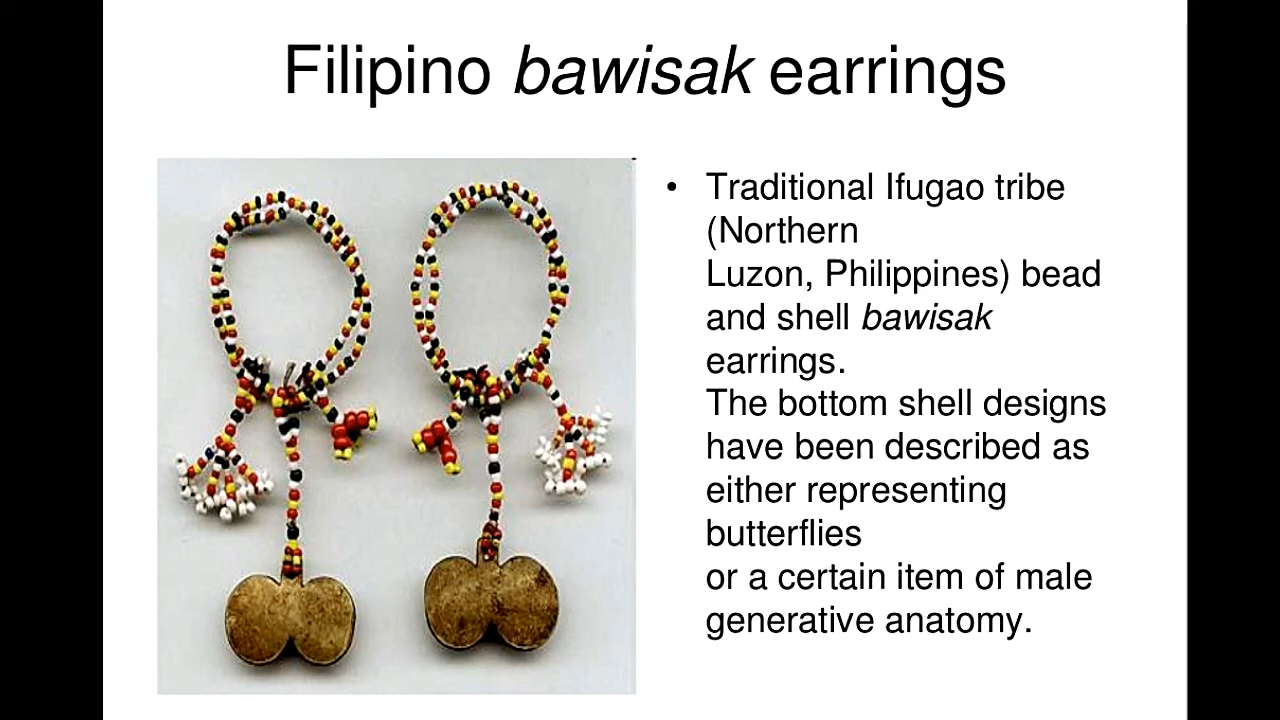 Filipino bawisak earrings
• Traditional Ifugao tribe
(Northern
Luzon, Philippines) bead
and shell bawisak
earrings.
The bottom shell designs
have been described as
either representing
butterflies
or a certain item of male
generative anatomy.